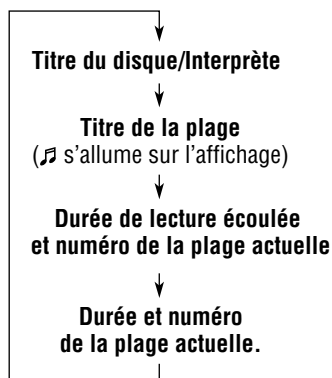 Titre du disque/Interprète
Titre de la plage
(♫ s’allume sur l’affichage)
Durée de lecture écoulée
et numéro de la plage actuelle
Durée et numéro
de la plage actuelle.